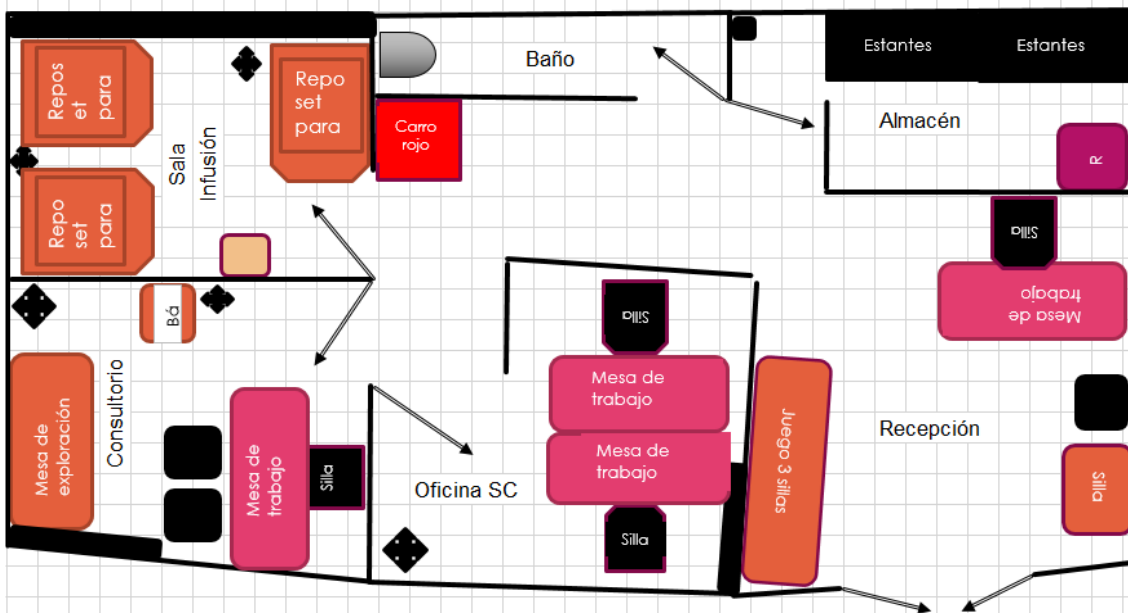 Repos
et
para
Repo
set
para
Baño
Estantes
Estantes
Carro
rojo
Almacén
Sala
Infusión
R
Repo
set
para
Silla
Mesa de
trabajo
Bá
Silla
Mesa de
trabajo
Mesa de
exploración
Consultorio
Mesa de
trabajo
Silla
Mesa de
trabajo
Oficina SC
Juego 3 sillas
Recepción
Silla
Silla